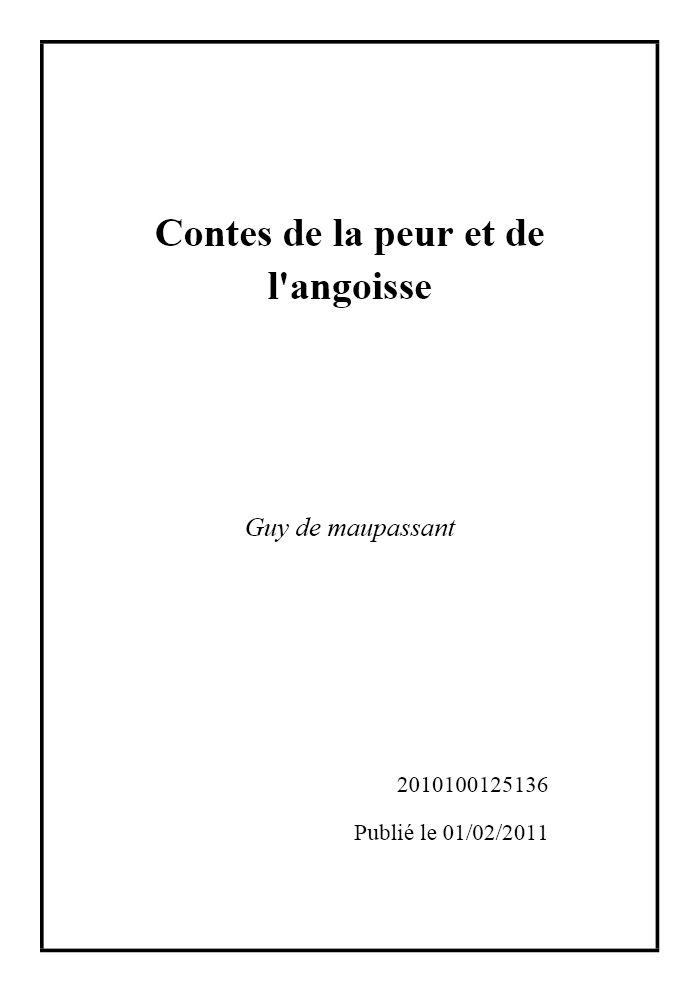 Contes de la peur et de
l'angoisse
Guy de maupassant
2010100125136
Publié le 01/02/2011